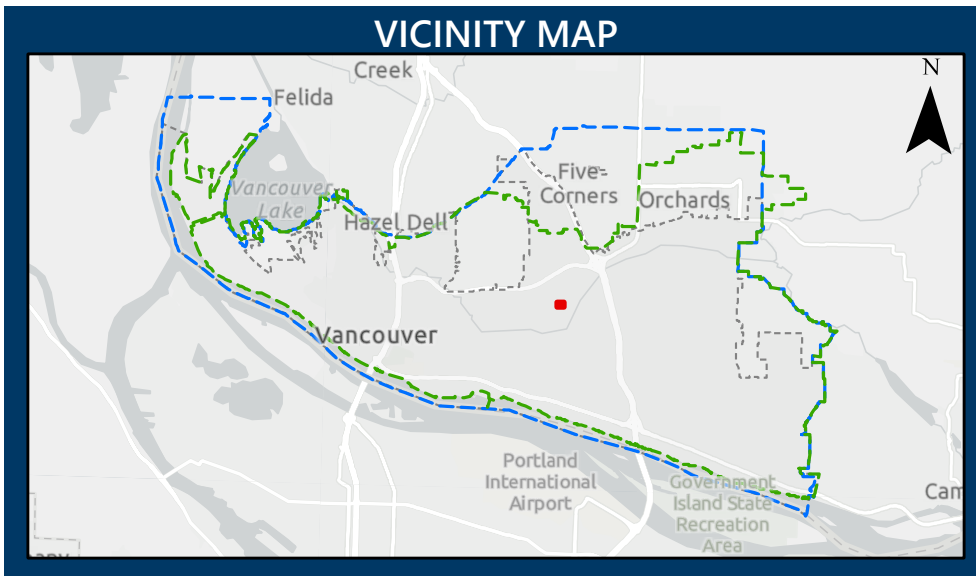 VICINITY MAP
N
Creek
Felida
Five
Corners
Vancouver
Lake
Orchards
Hazel Dell
Vancouver
Portland
International
Airport
Government
Island State
Recreation
Area
Cam